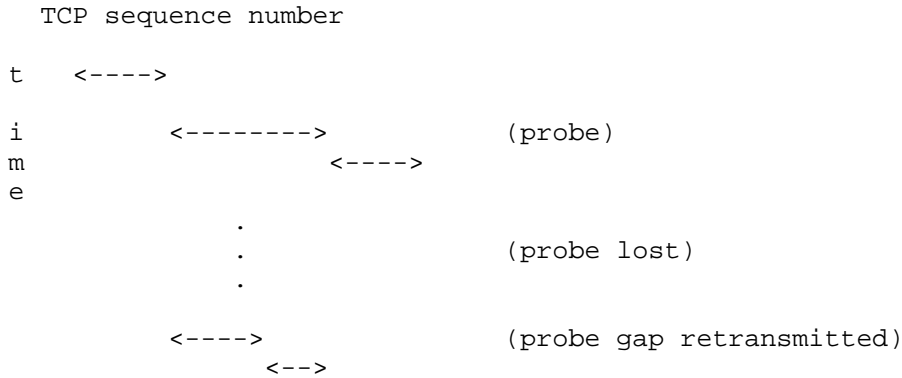 TCP sequence number
t <---->
i <--------> (probe)
m <---->
e
.
. (probe lost)
.
<----> (probe gap retransmitted)
<-->